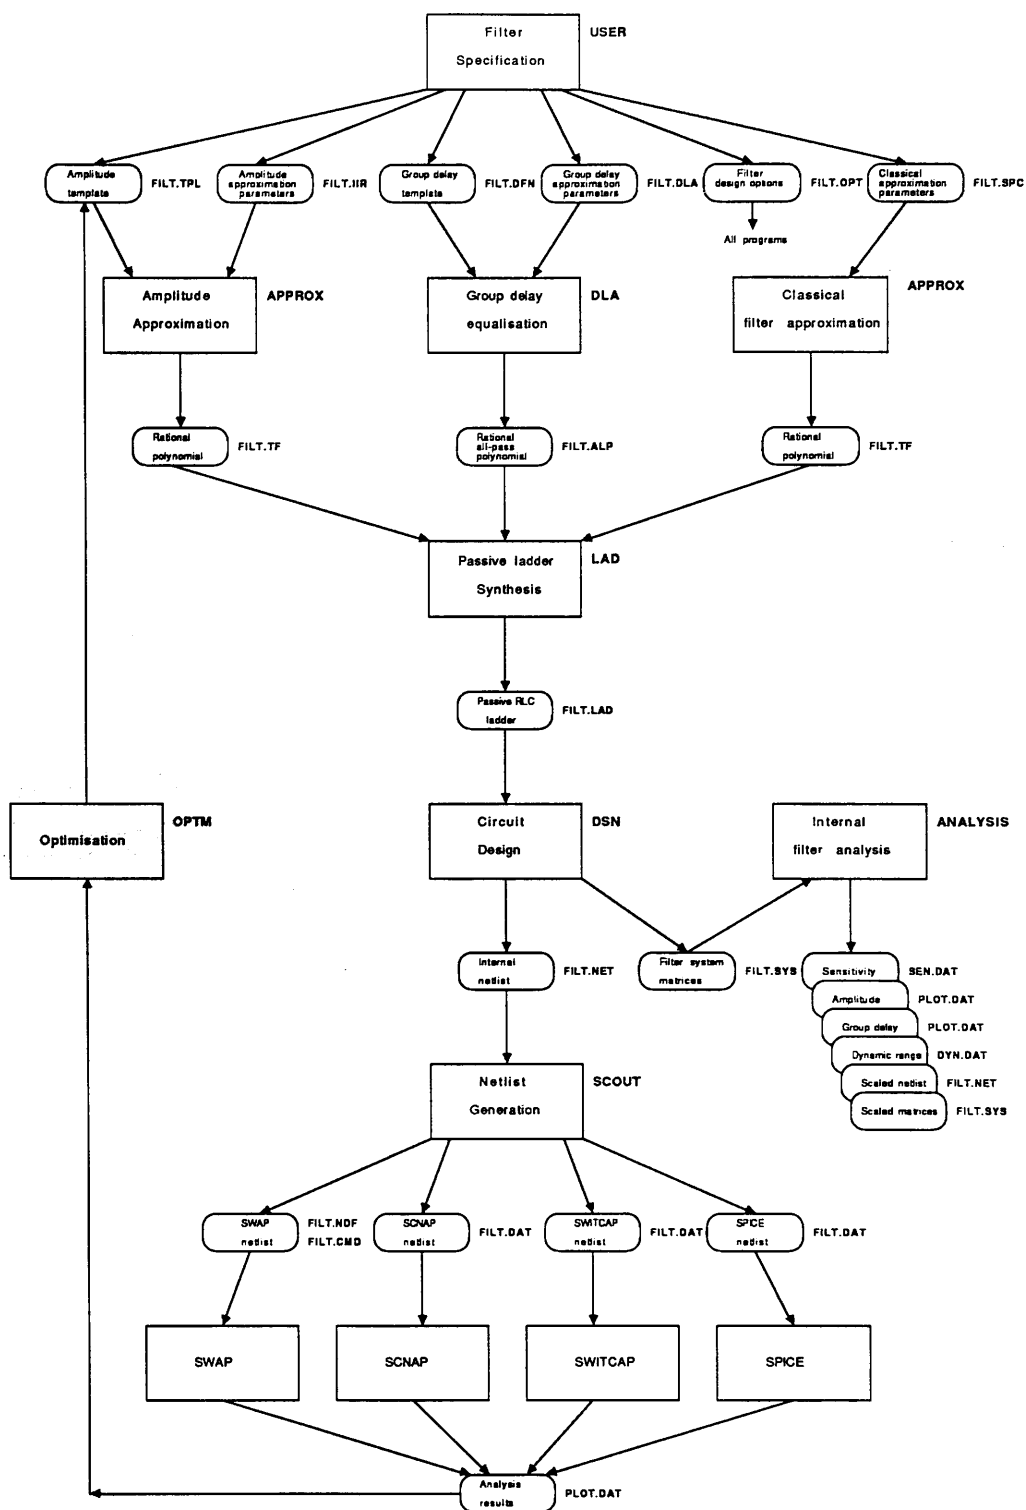 Filter
Specification
USER
Amplitude
template
FILT.TPL
Amplitude
approximation
parameters
FILT.IIR
Group delay
template
FILT.DFN
Group delay
approximation
parameters
FILT.DLA
Filter
design options
FILT.OPT
Classical
approximation
parameters
FILT.SPC
All programs
Amplitude
Approximation
APPROX
Group delay
equalisation
DLA
Classical
filter approximation
APPROX
Rational
polynomial
FILT.TF
Rational
all-pass
polynomial
FILT.ALP
Rational
polynomial
FILT.TF
Passive ladder
Synthesis
LAD
Passive RLC
ladder
FILT.LAD
Optimisation
OPTM
Circuit
Design
DSN
Internal
filter analysis
ANALYSIS
Internal
netlist
FILT.NET
Filter system
matrices
FILT.SYS
Sensitivity
SEN.DAT
Amplitude
PLOT.DAT
Group delay
PLOT.DAT
Dynamic range
DYN.DAT
Scaled netlist
FILT.NET
Scaled matrices
FILT.SYS
Netlist
Generation
SCOUT
SWAP
netlist
FILT.NDF
FILT.CMD
SCNAP
netlist
FILT.DAT
SWITCAP
netlist
FILT.DAT
SPICE
netlist
FILT.DAT
SWAP
SCNAP
SWITCAP
SPICE
Analysis
results
PLOT.DAT